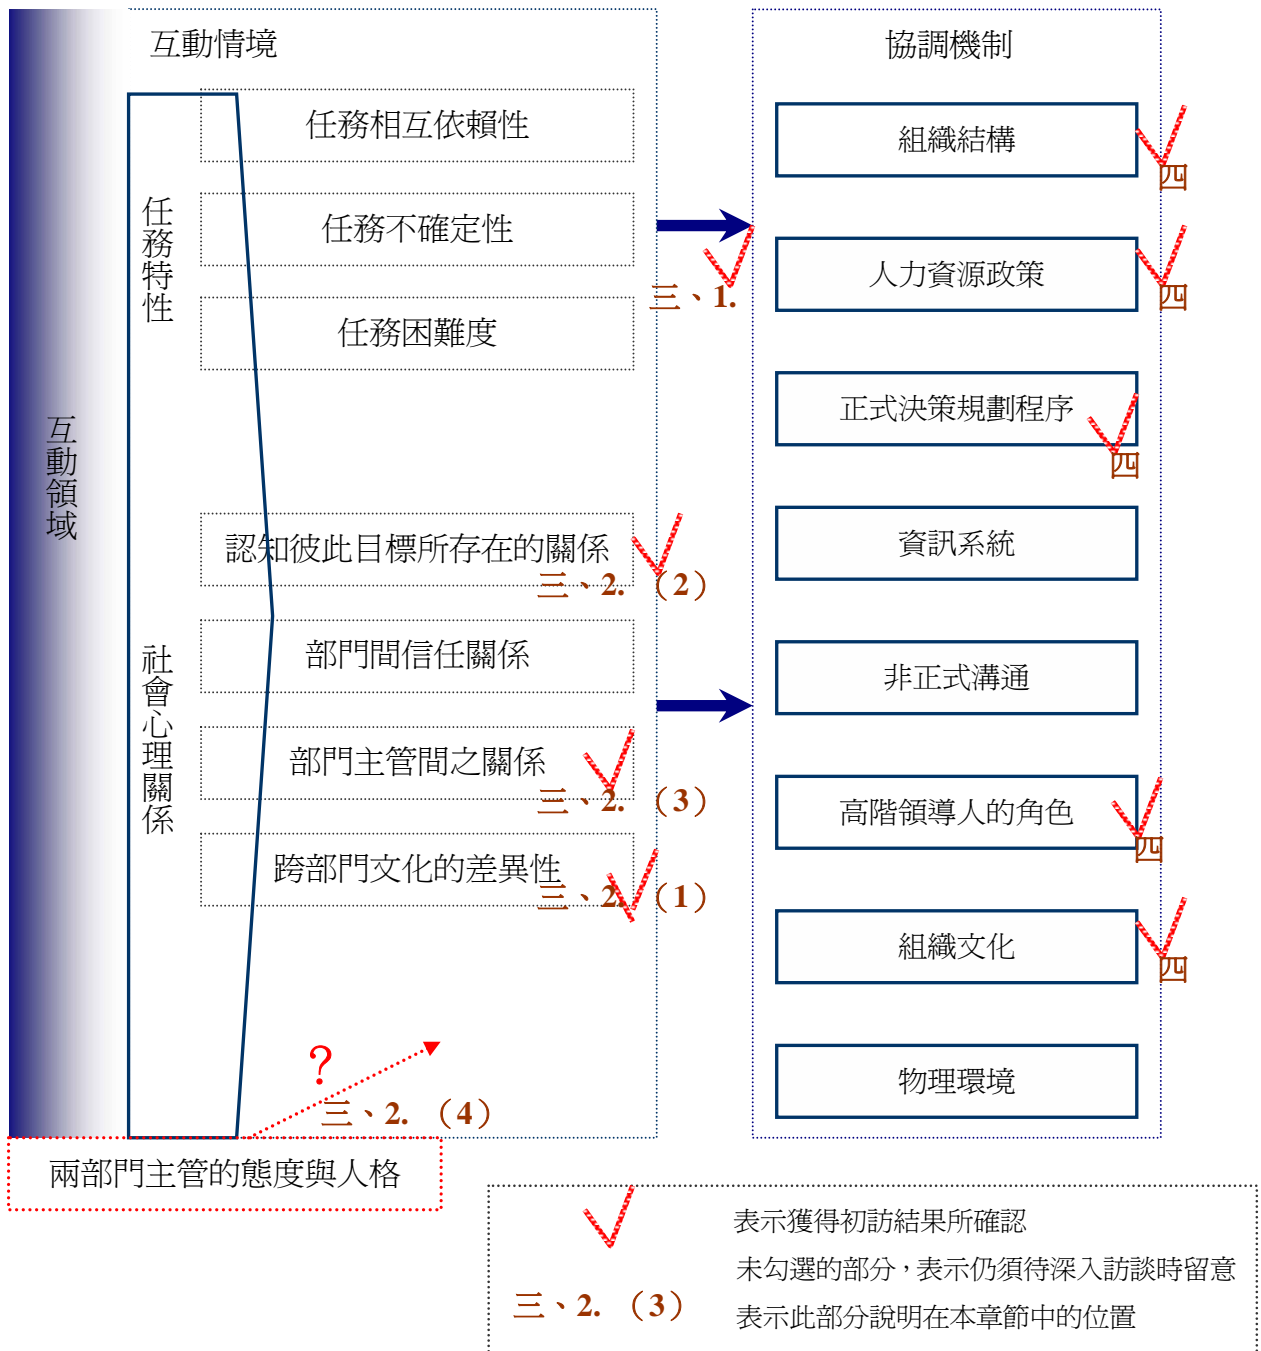 互動情境
協調機制
互動領域
任務特性
任務相互依賴性
任務不確定性
任務困難度
三、1.
社會心理關係
認知彼此目標所存在的關係
三、2. （2）
部門間信任關係
部門主管間之關係
三、2. （3）
跨部門文化的差異性
三、2. （1）
?
三、2. （4）
兩部門主管的態度與人格
組織結構
四
人力資源政策
四
正式決策規劃程序
四
資訊系統
非正式溝通
高階領導人的角色
四
組織文化
四
物理環境
表示獲得初訪結果所確認
未勾選的部分，表示仍須待深入訪談時留意
三、2. （3） 表示此部分說明在本章節中的位置